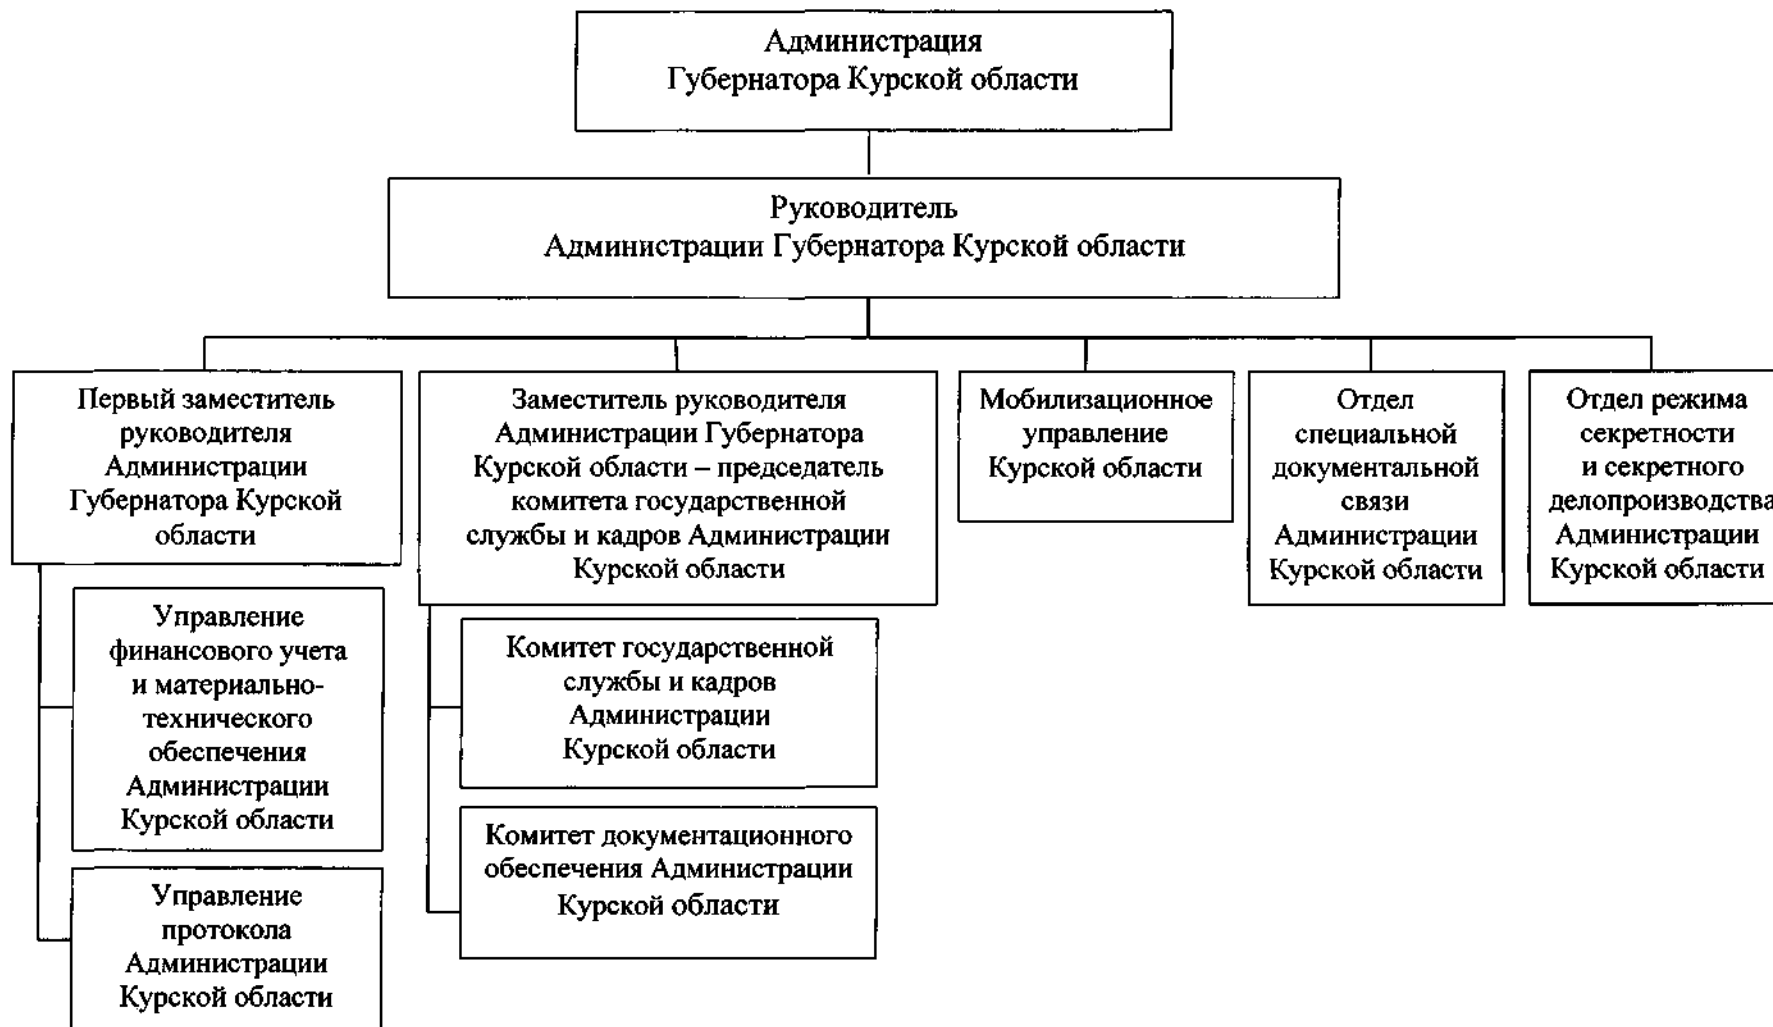 Администрация
Губернатора Курской области
Руководитель
Администрации Губернатора Курской области
Первый заместитель
руководителя
Администрации
Губернатора Курской
области
Заместитель руководителя
Администрации Губернатора
Курской области – председатель
комитета государственной
службы и кадров Администрации
Курской области
Мобилизационное
управление
Курской области
Отдел
специальной
документальной
связи
Администрации
Курской области
Отдел режима
секретности
и секретного
делопроизводства
Администрации
Курской области
Управление
финансового учета
и материально-
технического
обеспечения
Администрации
Курской области
Управление
протокола
Администрации
Курской области
Комитет государственной
службы и кадров
Администрации
Курской области
Комитет документационного
обеспечения Администрации
Курской области